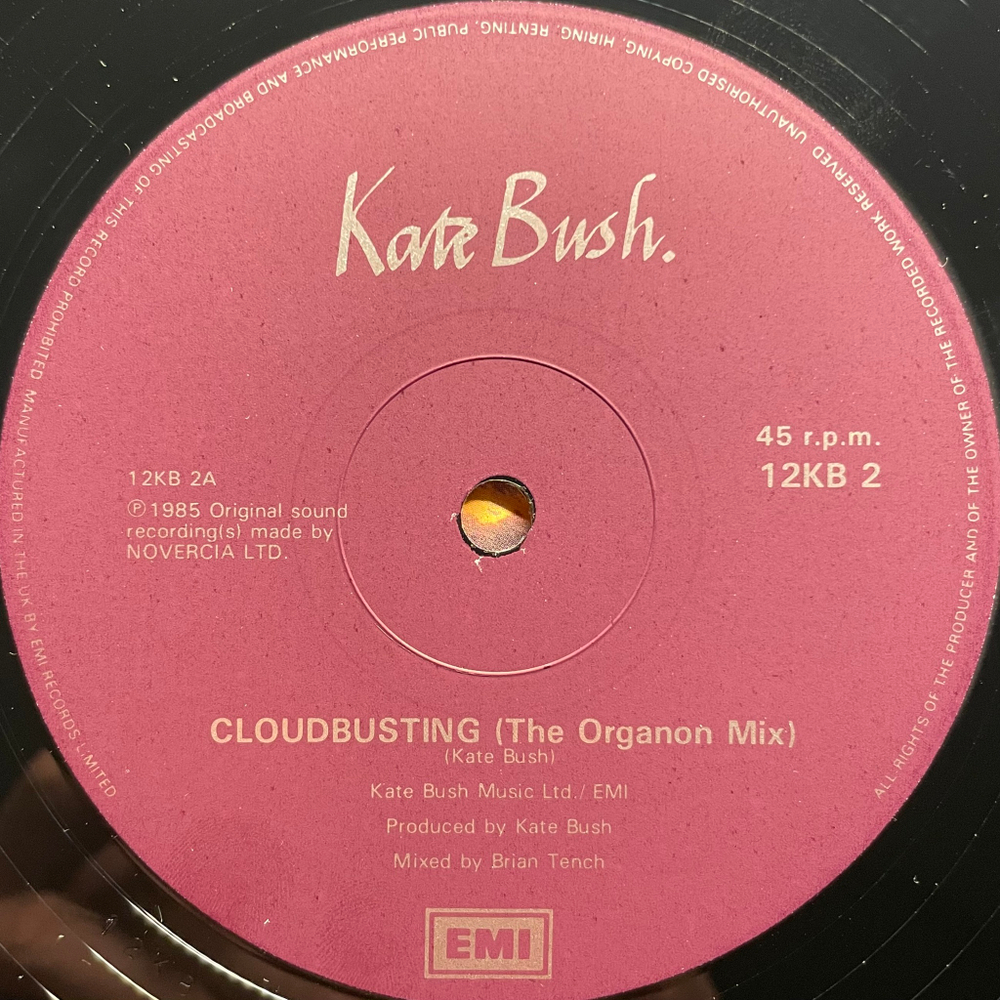 ALL RIGHTS OF THE PRODUCER AND OF THE OWNER OF THE RECORDED WORK RESERVED UNAUTHORISED COPYING, HIRING, RENTING, PUBLIC PERFORMANCE AND BROADCASTING OF THIS RECORD PROHIBITED MANUFACTURED IN THE UK BY EMI RECORDS LIMITED
Kate Bush.
45 r.p.m.
12KB 2
12KB 2A
℗ 1985 Original sound
recording(s) made by
NOVERCIA LTD.
CLOUDBUSTING (The Organon Mix)
(Kate Bush)
Kate Bush Music Ltd./ EMI
Produced by Kate Bush
Mixed by Brian Tench
EMI